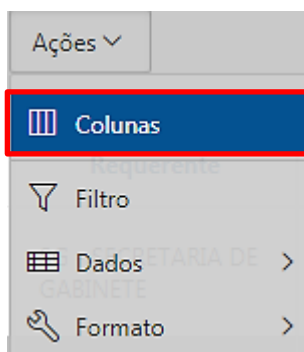 Ações
Colunas
Requerente
Filtro
Dados
SECRETARIA DE
GABINETE
Formato